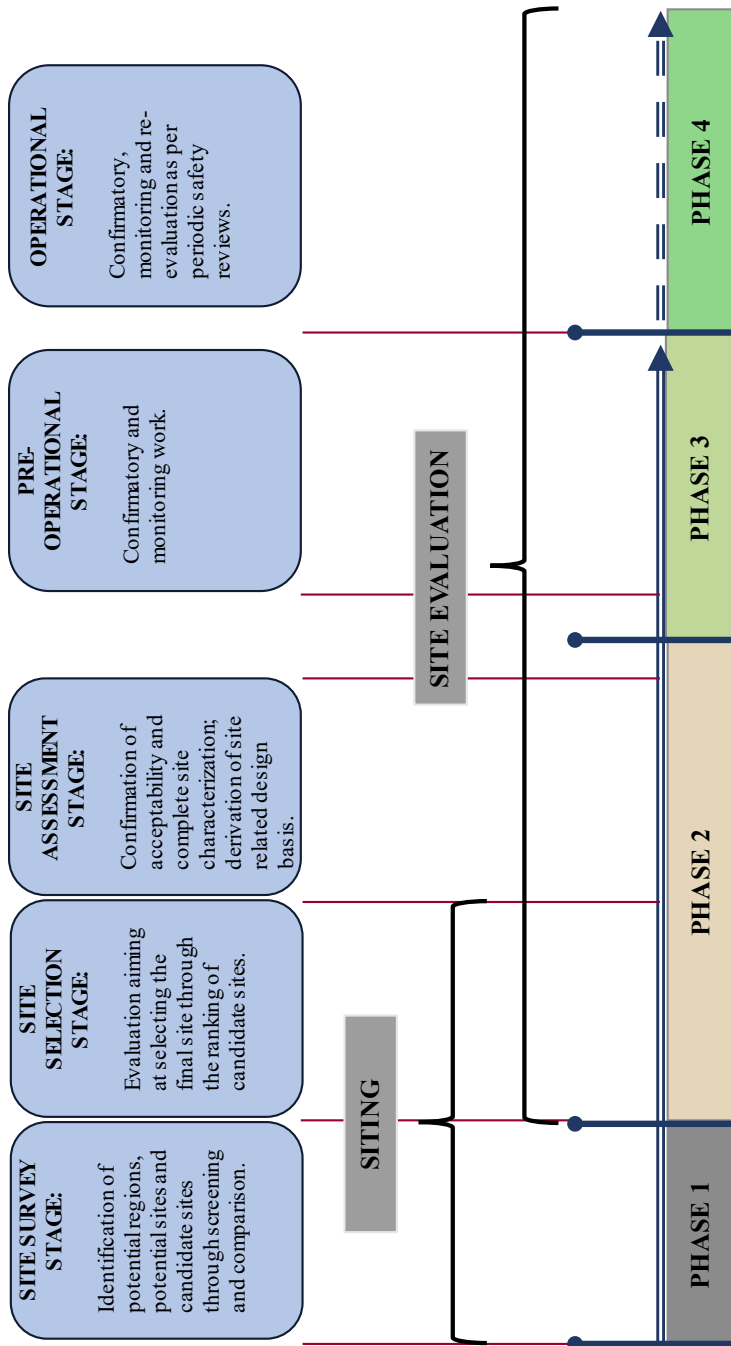 SITE SURVEY
STAGE:
Identification of
potential regions,
potential sites and
candidate sites
through screening
and comparison.
SITE
SELECTION
STAGE:
Evaluation aiming
at selecting the
final site through
the ranking of
candidate sites.
SITE
ASSESSMENT
STAGE:
Confirmation of
acceptability and
complete site
characterization;
derivation of site
related design
basis.
PRE-
OPERATIONAL
STAGE:
Confirmatory and
monitoring work.
OPERATIONAL
STAGE:
Confirmatory,
monitoring and re-
evaluation as per
periodic safety
reviews.
SITING
SITE EVALUATION
PHASE 1
PHASE 2
PHASE 3
PHASE 4